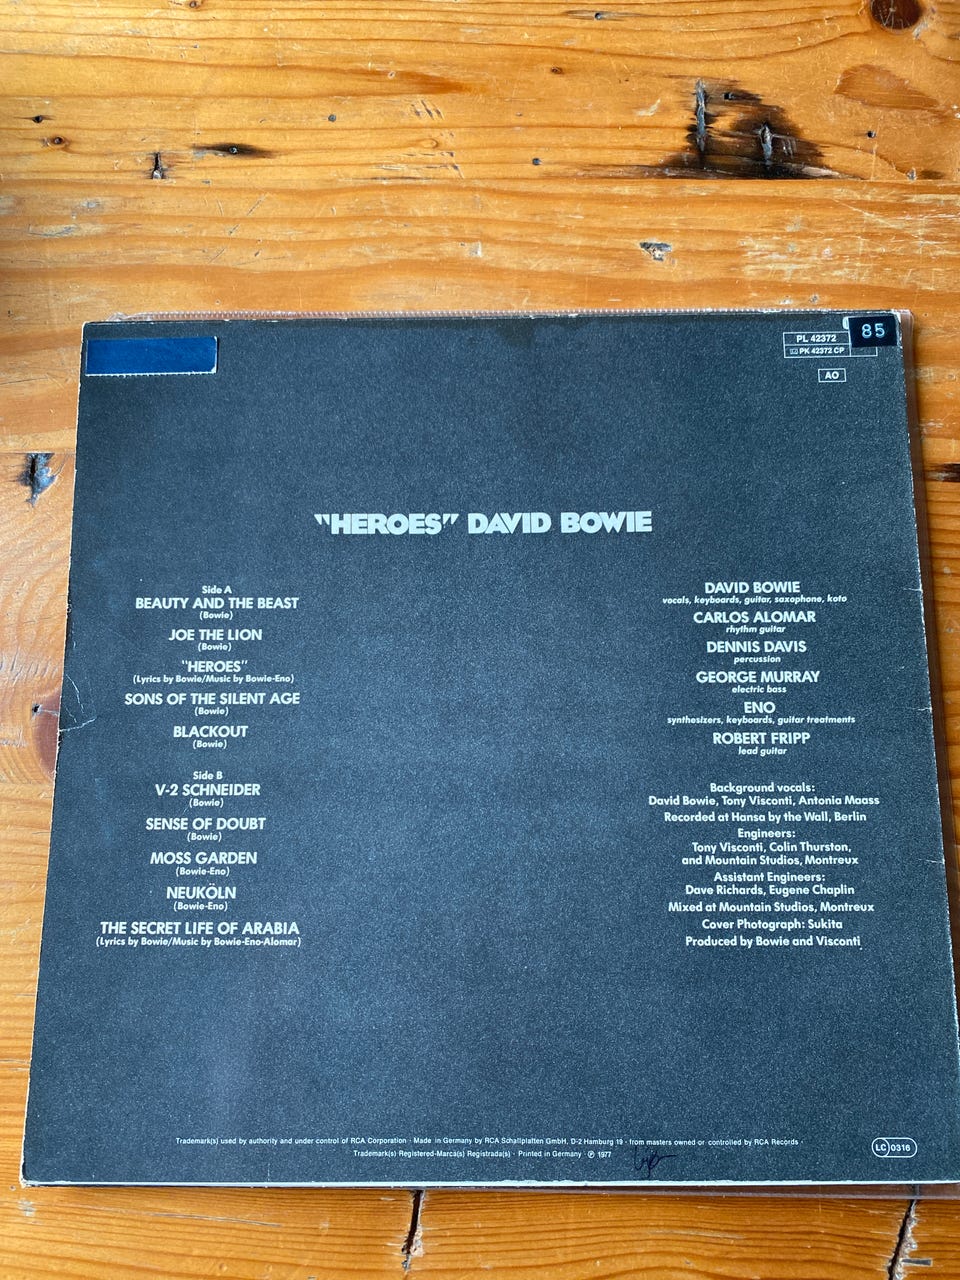 85
PL 42372
PK 42372 CP
AO
"HEROES" DAVID BOWIE
Side A
BEAUTY AND THE BEAST
(Bowie)
JOE THE LION
(Bowie)
"HEROES"
(Lyrics by Bowie/Music by Bowie-Eno)
SONS OF THE SILENT AGE
(Bowie)
BLACKOUT
(Bowie)
Side B
V-2 SCHNEIDER
(Bowie)
SENSE OF DOUBT
(Bowie)
MOSS GARDEN
(Bowie-Eno)
NEUKÖLN
(Bowie-Eno)
THE SECRET LIFE OF ARABIA
(Lyrics by Bowie/Music by Bowie-Eno-Alomar)
DAVID BOWIE
vocals, keyboards, guitar, saxophone, koto
CARLOS ALOMAR
rhythm guitar
DENNIS DAVIS
percussion
GEORGE MURRAY
electric bass
ENO
synthesizers, keyboards, guitar treatments
ROBERT FRIPP
lead guitar
Background vocals:
David Bowie, Tony Visconti, Antonia Maass
Recorded at Hansa by the Wall, Berlin
Engineers:
Tony Visconti, Colin Thurston,
and Mountain Studios, Montreux
Assistant Engineers:
Dave Richards, Eugene Chaplin
Mixed at Mountain Studios, Montreux
Cover Photograph: Sukita
Produced by Bowie and Visconti
Trademark(s) used by authority and under control of RCA Corporation · Made in Germany by RCA Schallplatten GmbH, D-2 Hamburg 19 · from masters owned or controlled by RCA Records ·
Trademark(s) Registered-Marca(s) Registrada(s) · Printed in Germany · ℗ 1977
LC 0316